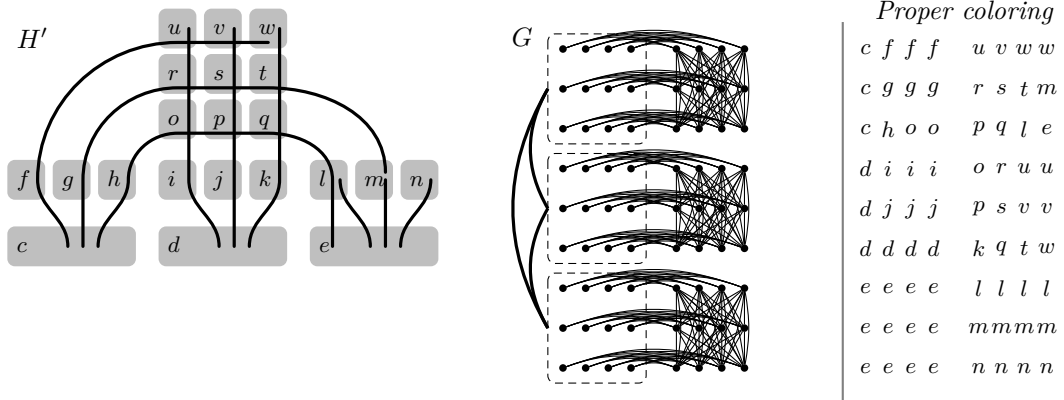 H′
u v w
r s t
o p q
f g h i j k l m n
c d e
G
Proper coloring
c f f f u v w w
c g g g r s t m
c h o o p q l e
d i i i o r u u
d j j j p s v v
d d d d k q t w
e e e e l l l l
e e e e m m m m
e e e e n n n n